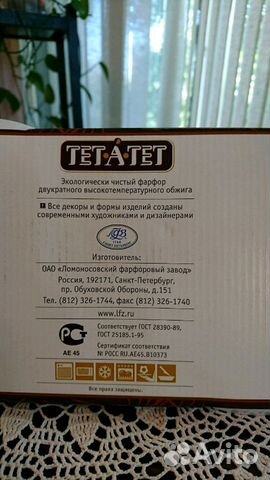 ТЕТ·А·ТЕТ
Экологически чистый фарфор
двукратного высокотемпературного обжига
Все декоры и формы изделий созданы
современными художниками и дизайнерами
ЛФЗ
1744
Изготовитель:
ОАО «Ломоносовский фарфоровый завод»
Россия, 192171, Санкт-Петербург,
пр. Обуховской Обороны, д.151
Тел. (812) 326-1744, факс (812) 326-1740
www.lfz.ru
РСТ
АЕ 45
Соответствует ГОСТ 28390-89,
ГОСТ 25185.1-95
Сертификат соответствия
№ РОСС RU.AE45.B10373
Все права защищены.
Avito